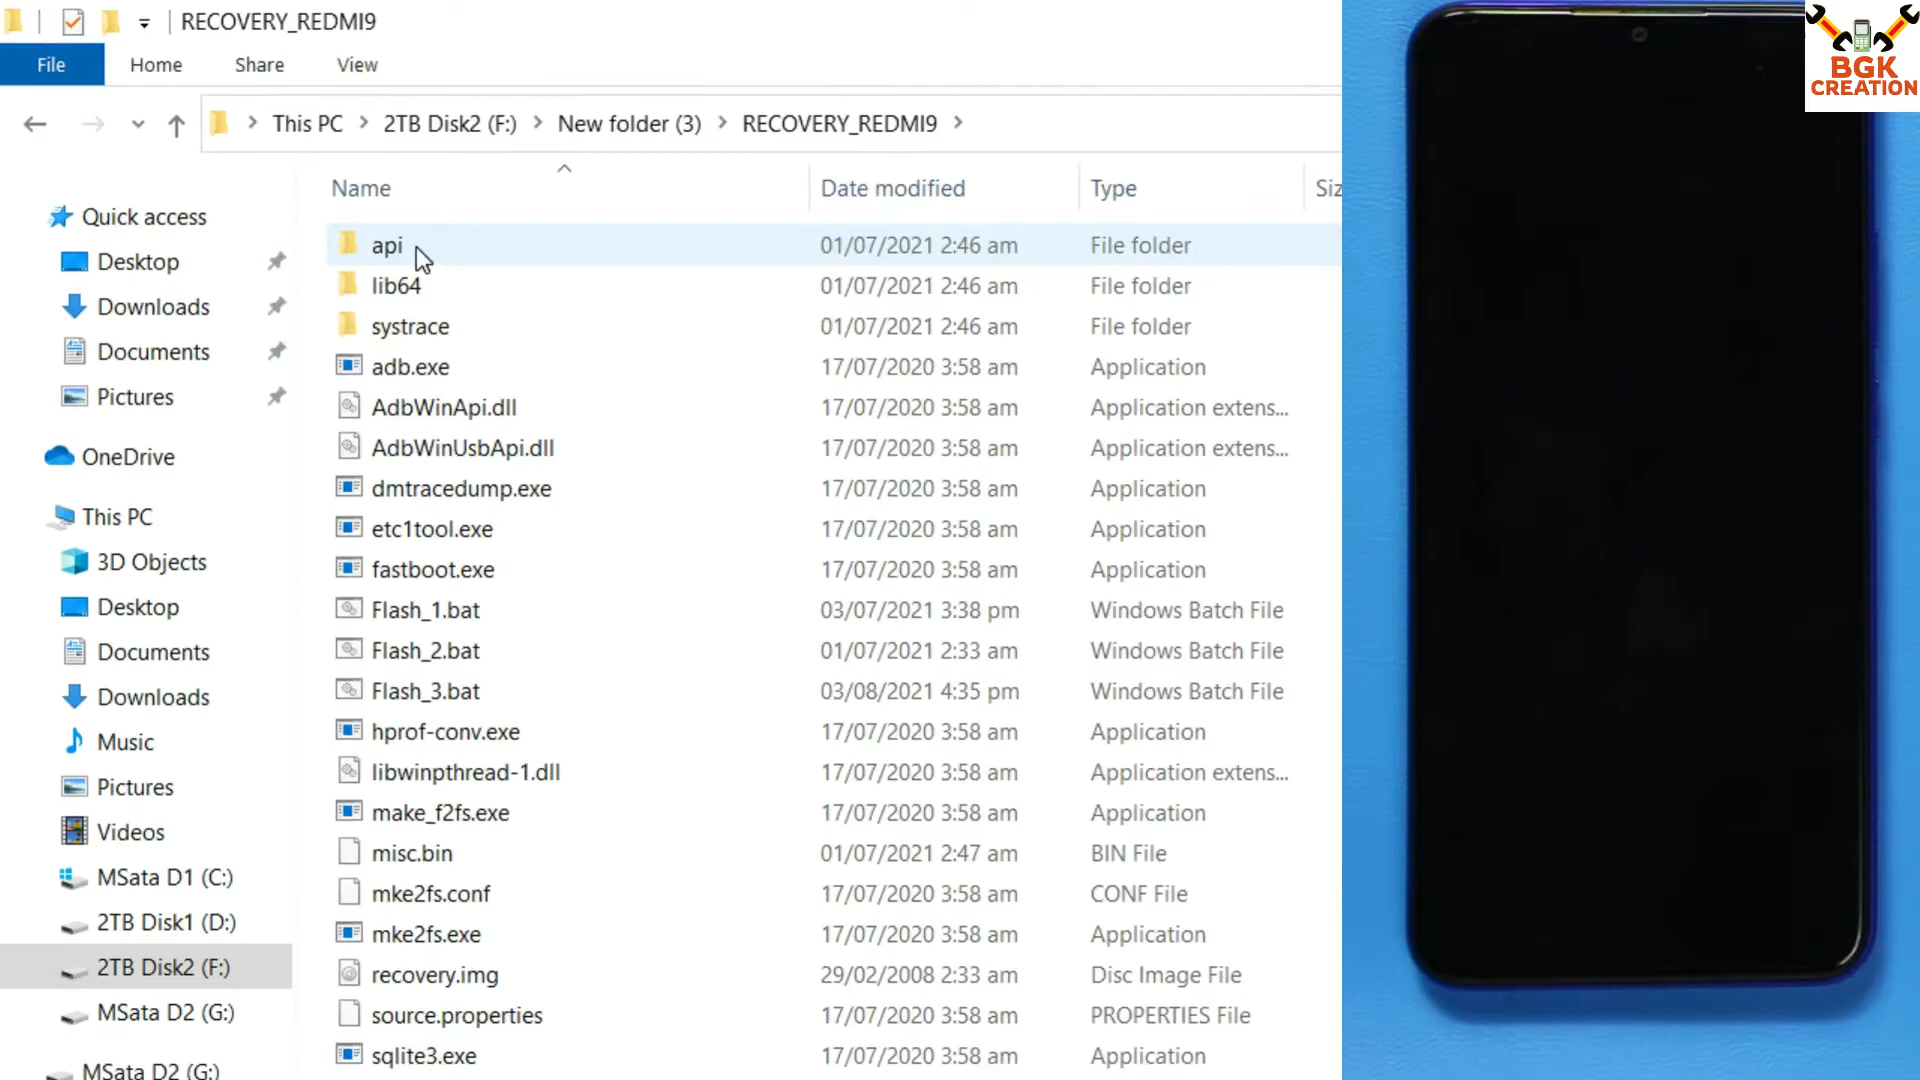 RECOVERY_REDMI9
File Home Share View
This PC 2TB Disk2 (F:) New folder (3) RECOVERY_REDMI9
Name Date modified Type Siz
Quick access
Desktop
Downloads
Documents
Pictures
OneDrive
This PC
3D Objects
Desktop
Documents
Downloads
Music
Pictures
Videos
MSata D1 (C:)
2TB Disk1 (D:)
2TB Disk2 (F:)
MSata D2 (G:)
MSata D2 (G:)
api 01/07/2021 2:46 am File folder
lib64 01/07/2021 2:46 am File folder
systrace 01/07/2021 2:46 am File folder
adb.exe 17/07/2020 3:58 am Application
AdbWinApi.dll 17/07/2020 3:58 am Application extens...
AdbWinUsbApi.dll 17/07/2020 3:58 am Application extens...
dmtracedump.exe 17/07/2020 3:58 am Application
etc1tool.exe 17/07/2020 3:58 am Application
fastboot.exe 17/07/2020 3:58 am Application
Flash_1.bat 03/07/2021 3:38 pm Windows Batch File
Flash_2.bat 01/07/2021 2:33 am Windows Batch File
Flash_3.bat 03/08/2021 4:35 pm Windows Batch File
hprof-conv.exe 17/07/2020 3:58 am Application
libwinpthread-1.dll 17/07/2020 3:58 am Application extens...
make_f2fs.exe 17/07/2020 3:58 am Application
misc.bin 01/07/2021 2:47 am BIN File
mke2fs.conf 17/07/2020 3:58 am CONF File
mke2fs.exe 17/07/2020 3:58 am Application
recovery.img 29/02/2008 2:33 am Disc Image File
source.properties 17/07/2020 3:58 am PROPERTIES File
sqlite3.exe 17/07/2020 3:58 am Application
BGK
CREATION